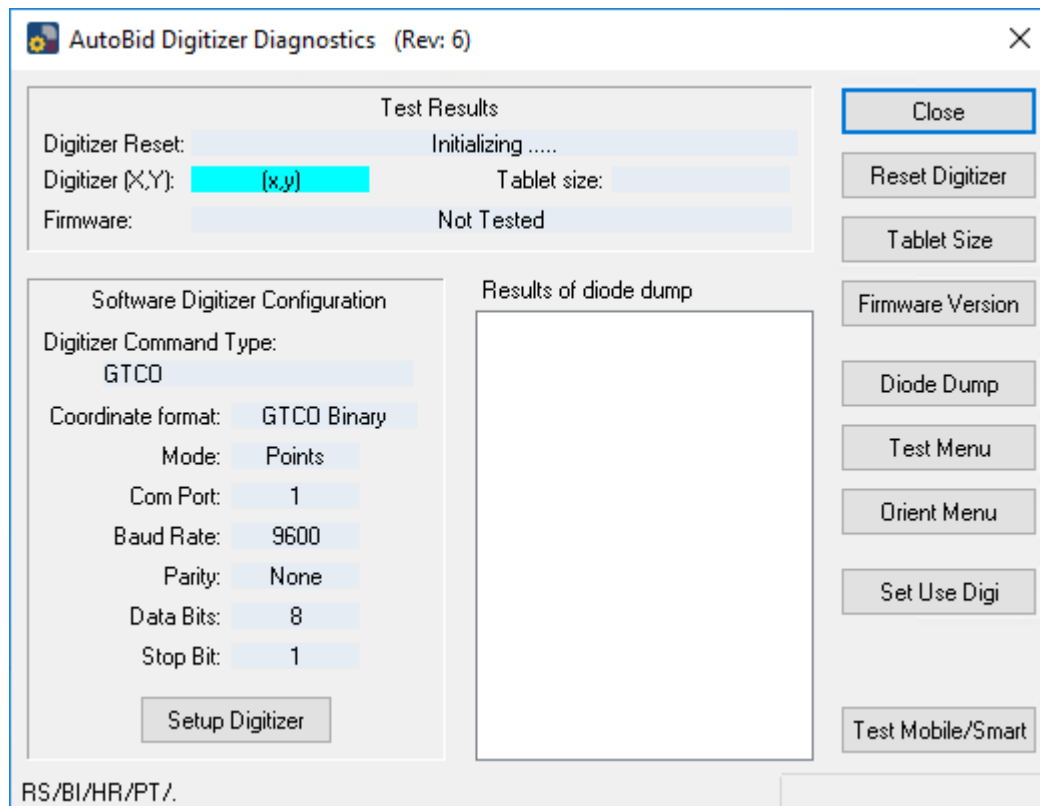 AutoBid Digitizer Diagnostics (Rev: 6)
Test Results
Digitizer Reset: Initializing .....
Digitizer (X,Y): (x,y) Tablet size:
Firmware: Not Tested
Software Digitizer Configuration
Digitizer Command Type:
GTCO
Coordinate format: GTCO Binary
Mode: Points
Com Port: 1
Baud Rate: 9600
Parity: None
Data Bits: 8
Stop Bit: 1
Setup Digitizer
Results of diode dump
Close
Reset Digitizer
Tablet Size
Firmware Version
Diode Dump
Test Menu
Orient Menu
Set Use Digi
Test Mobile/Smart
RS/BI/HR/PT/.